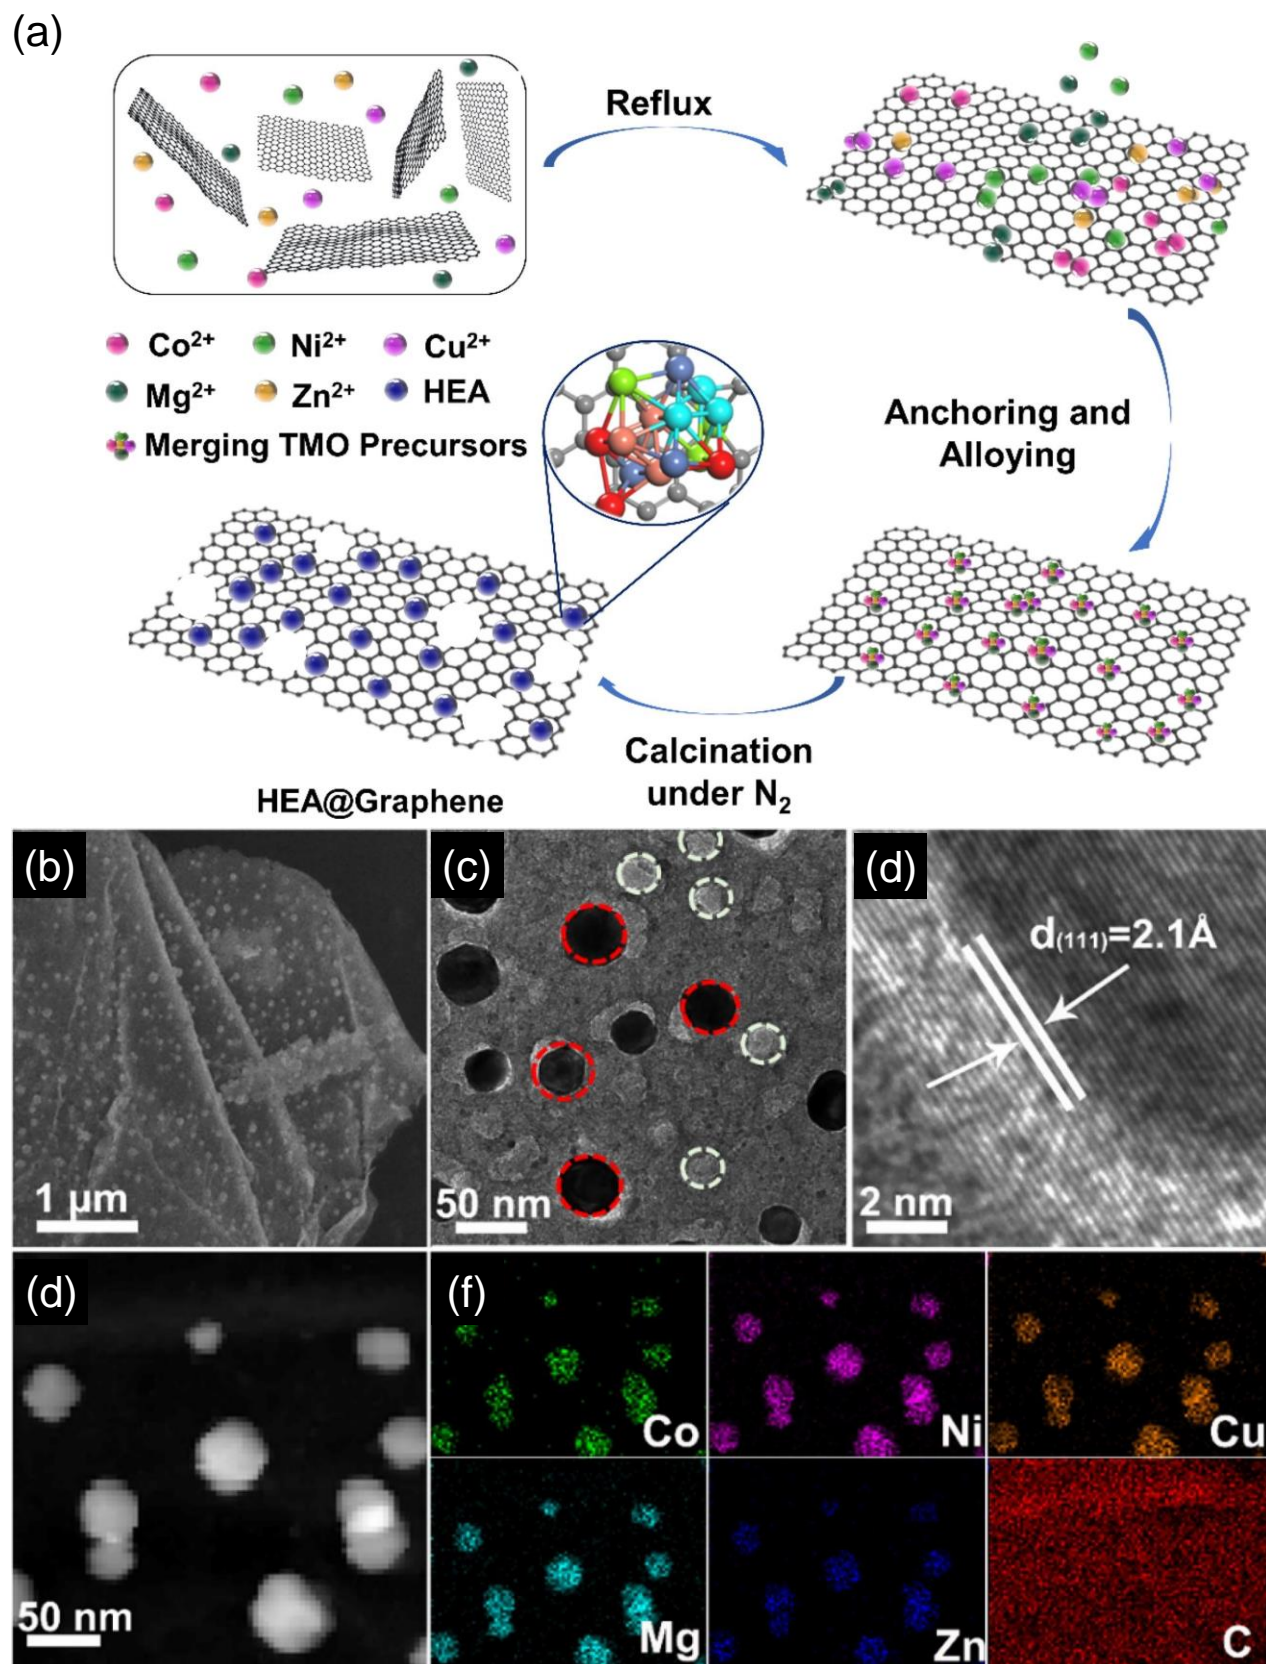 (a)
Reflux
Co²⁺ Ni²⁺ Cu²⁺
Mg²⁺ Zn²⁺ HEA
Merging TMO Precursors
Anchoring and
Alloying
Calcination
under N₂
HEA@Graphene
(b)
1 μm
(c)
50 nm
(d)
d₍₁₁₁₎=2.1Å
2 nm
(d)
50 nm
(f)
Co
Ni
Cu
Mg
Zn
C